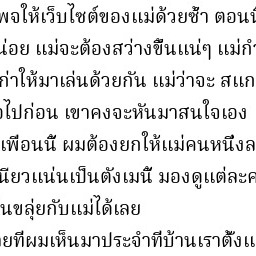 พจให้เว็บไซต์ของแม่ด้วยซ้ำ ตอนนี้
น่อย แม่จะต้องสว่างขึ้นแน่ๆ แม่กำ
ก่าให้มาเล่นด้วยกัน แม่ว่าจะ สแก
ไปก่อน เขาคงจะหันมาสนใจเอง
เพื่อนนี้ ผมต้องยกให้แม่คนหนึ่งล
นียวแน่นเป็นตังเมนี้ มองดูแต่ละค
นขลุ่ยกับแม่ได้เลย
ยที่ผมเห็นมาประจำที่บ้านเราตั้งแ